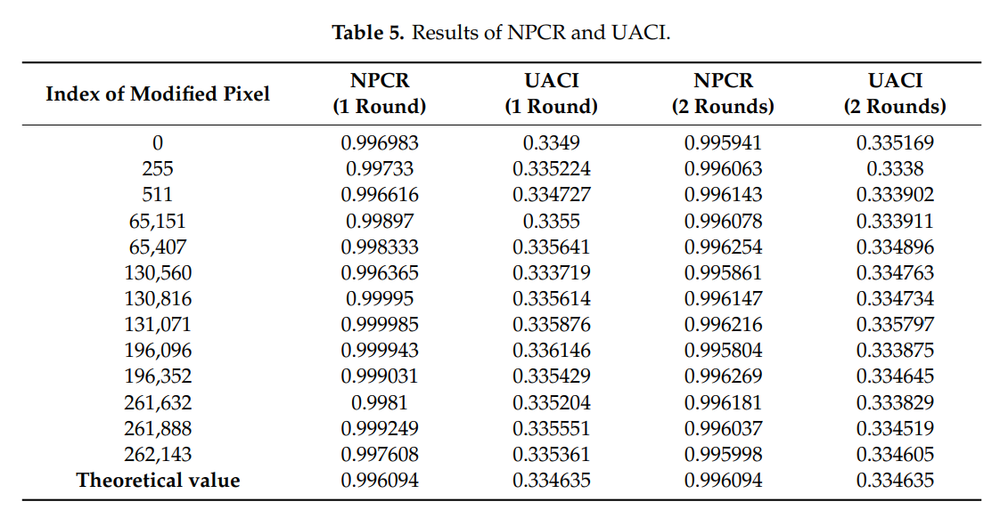 Table 5. Results of NPCR and UACI.
Index of Modified Pixel NPCR (1 Round) UACI (1 Round) NPCR (2 Rounds) UACI (2 Rounds)
0 0.996983 0.3349 0.995941 0.335169
255 0.99733 0.335224 0.996063 0.3338
511 0.996616 0.334727 0.996143 0.333902
65,151 0.99897 0.3355 0.996078 0.333911
65,407 0.998333 0.335641 0.996254 0.334896
130,560 0.996365 0.333719 0.995861 0.334763
130,816 0.99995 0.335614 0.996147 0.334734
131,071 0.999985 0.335876 0.996216 0.335797
196,096 0.999943 0.336146 0.995804 0.333875
196,352 0.999031 0.335429 0.996269 0.334645
261,632 0.9981 0.335204 0.996181 0.333829
261,888 0.999249 0.335551 0.996037 0.334519
262,143 0.997608 0.335361 0.995998 0.334605
Theoretical value 0.996094 0.334635 0.996094 0.334635